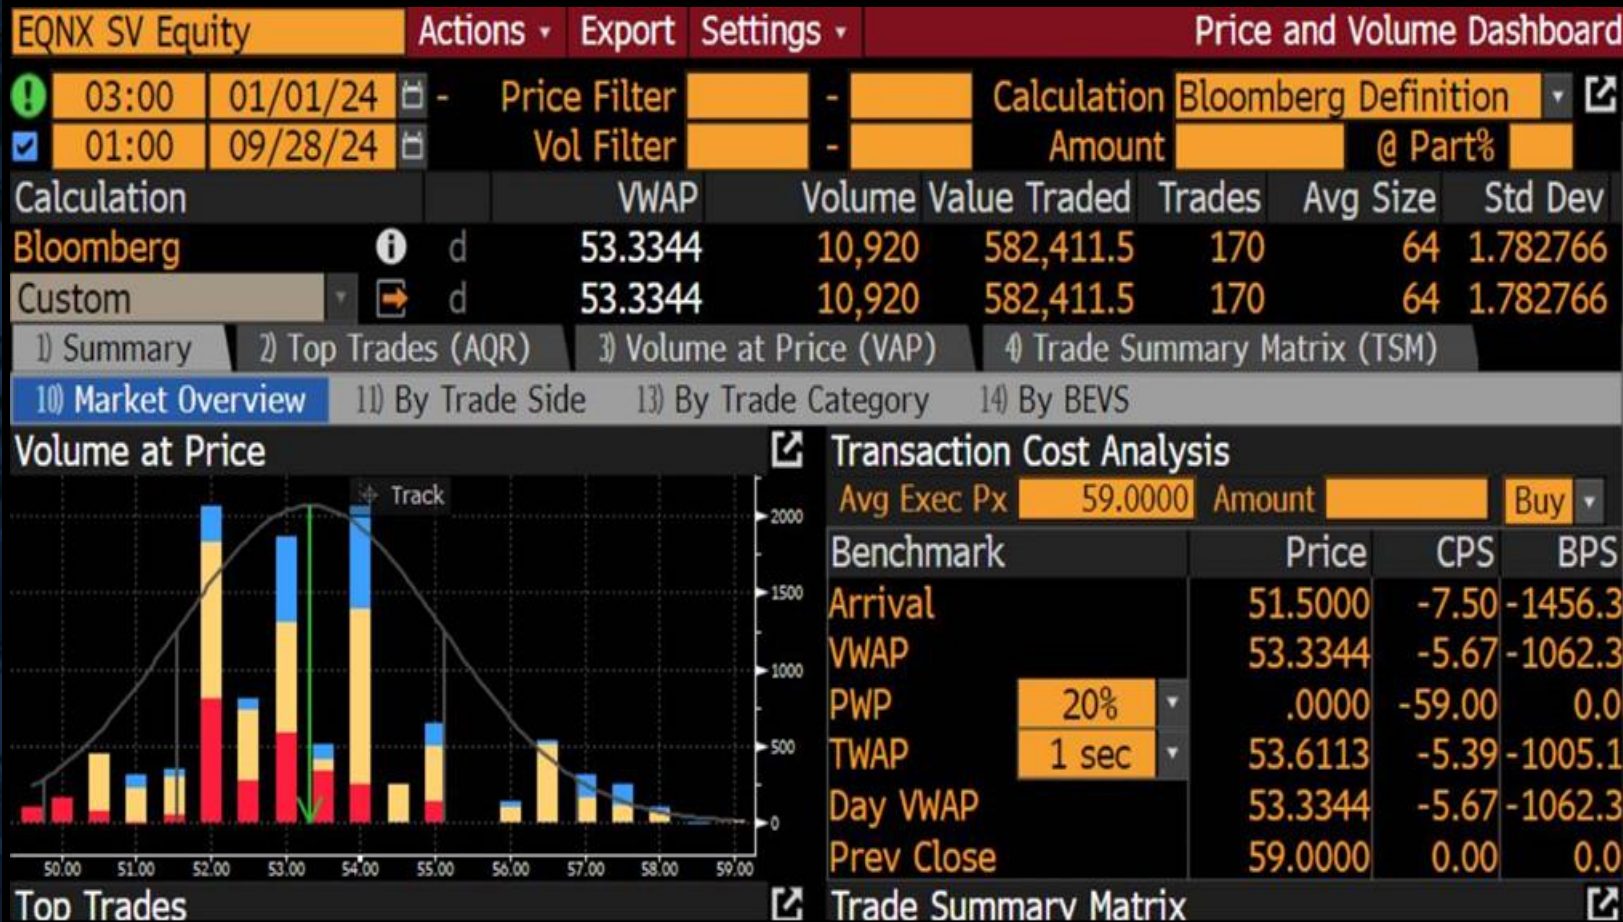 EQNX SV Equity Actions Export Settings Price and Volume Dashboard
03:00 01/01/24 - Price Filter - Calculation Bloomberg Definition
01:00 09/28/24 Vol Filter - Amount @ Part%
Calculation VWAP Volume Value Traded Trades Avg Size Std Dev
Bloomberg d 53.3344 10,920 582,411.5 170 64 1.782766
Custom d 53.3344 10,920 582,411.5 170 64 1.782766
1) Summary 2) Top Trades (AQR) 3) Volume at Price (VAP) 4) Trade Summary Matrix (TSM)
10) Market Overview 11) By Trade Side 13) By Trade Category 14) By BEVS
Volume at Price
Track
2000
1500
1000
500
0
50.00 51.00 52.00 53.00 54.00 55.00 56.00 57.00 58.00 59.00
Transaction Cost Analysis
Avg Exec Px 59.0000 Amount Buy
Benchmark Price CPS BPS
Arrival 51.5000 -7.50 -1456.3
VWAP 53.3344 -5.67 -1062.3
PWP 20% .0000 -59.00 0.0
TWAP 1 sec 53.6113 -5.39 -1005.1
Day VWAP 53.3344 -5.67 -1062.3
Prev Close 59.0000 0.00 0.0
Top Trades
Trade Summary Matrix